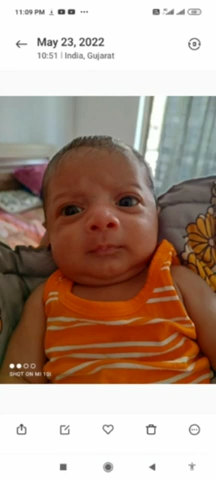 11:09 PM
May 23, 2022
10:51 | India, Gujarat
SHOT ON MI 10I